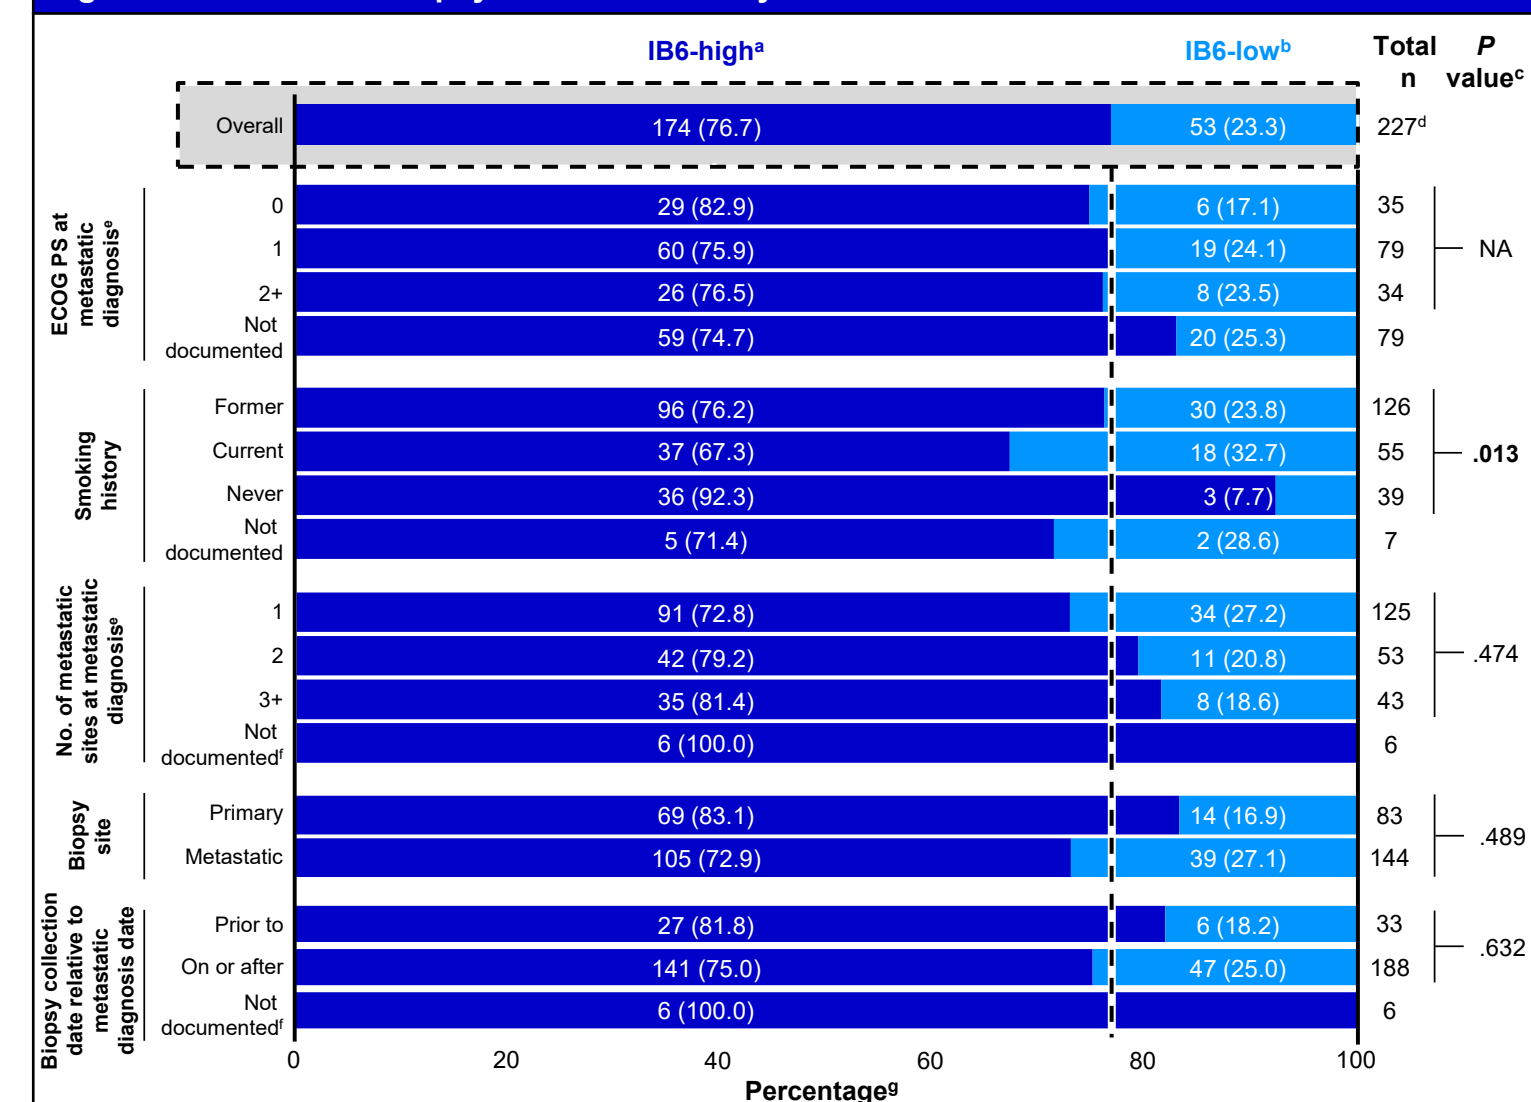 IB6-highᵃ IB6-lowᵇ Total n P valueᶜ
Overall 174 (76.7) 53 (23.3) 227ᵈ
ECOG PS at
metastatic
diagnosisᵉ
0 29 (82.9) 6 (17.1) 35
1 60 (75.9) 19 (24.1) 79 NA
2+ 26 (76.5) 8 (23.5) 34
Not
documented 59 (74.7) 20 (25.3) 79
Smoking
history
Former 96 (76.2) 30 (23.8) 126
Current 37 (67.3) 18 (32.7) 55 .013
Never 36 (92.3) 3 (7.7) 39
Not
documented 5 (71.4) 2 (28.6) 7
No. of metastatic
sites at metastatic
diagnosisᵉ
1 91 (72.8) 34 (27.2) 125
2 42 (79.2) 11 (20.8) 53 .474
3+ 35 (81.4) 8 (18.6) 43
Not
documentedᶠ 6 (100.0) 6
Biopsy
site
Primary 69 (83.1) 14 (16.9) 83 .489
Metastatic 105 (72.9) 39 (27.1) 144
Biopsy collection
date relative to
metastatic
diagnosis date
Prior to 27 (81.8) 6 (18.2) 33 .632
On or after 141 (75.0) 47 (25.0) 188
Not
documentedᶠ 6 (100.0) 6
0 20 40 60 80 100
Percentageᵍ